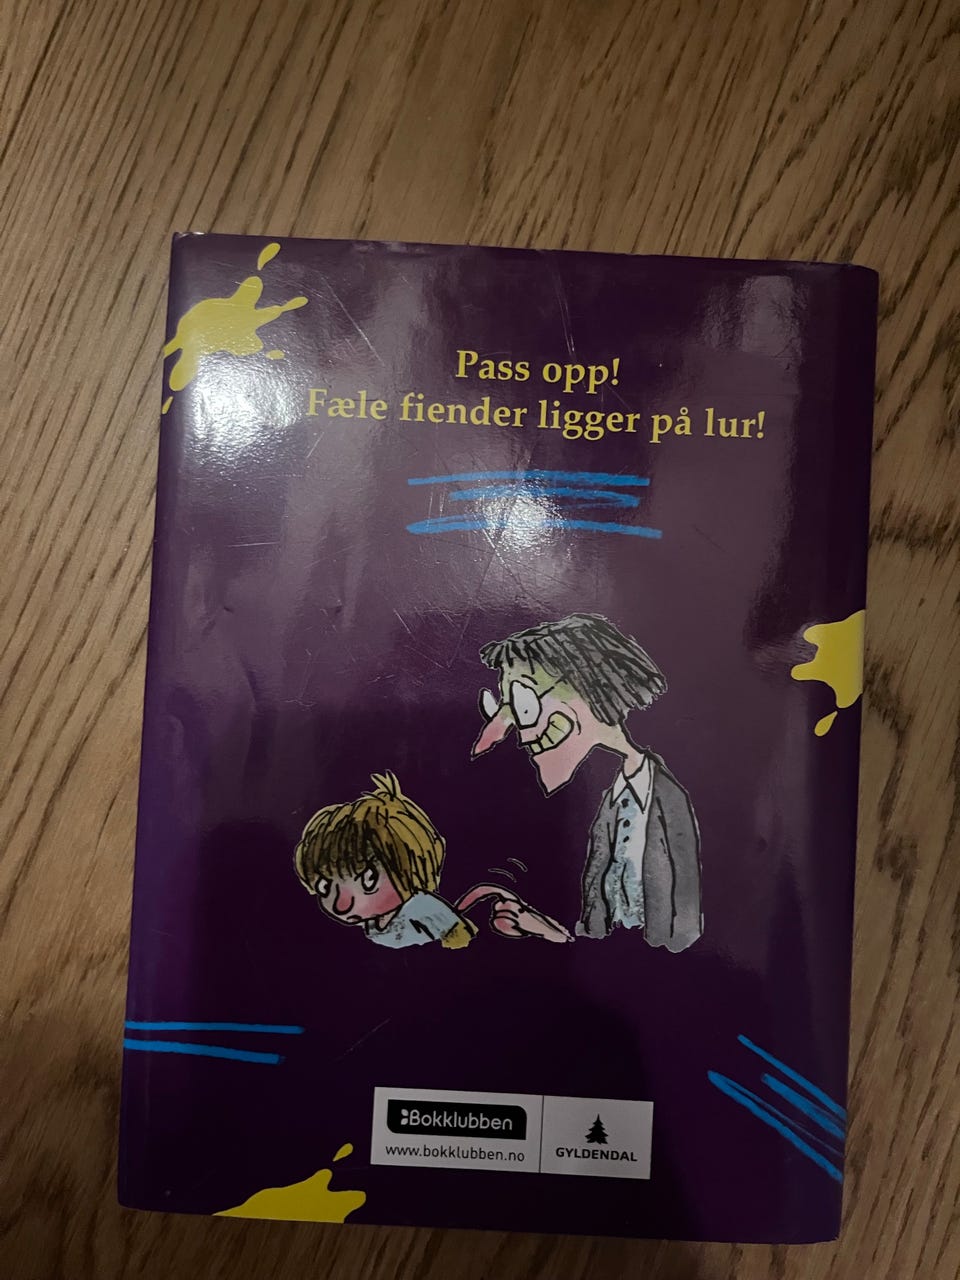 Pass opp!
Fæle fiender ligger på lur!
Bokklubben
www.bokklubben.no
GYLDENDAL